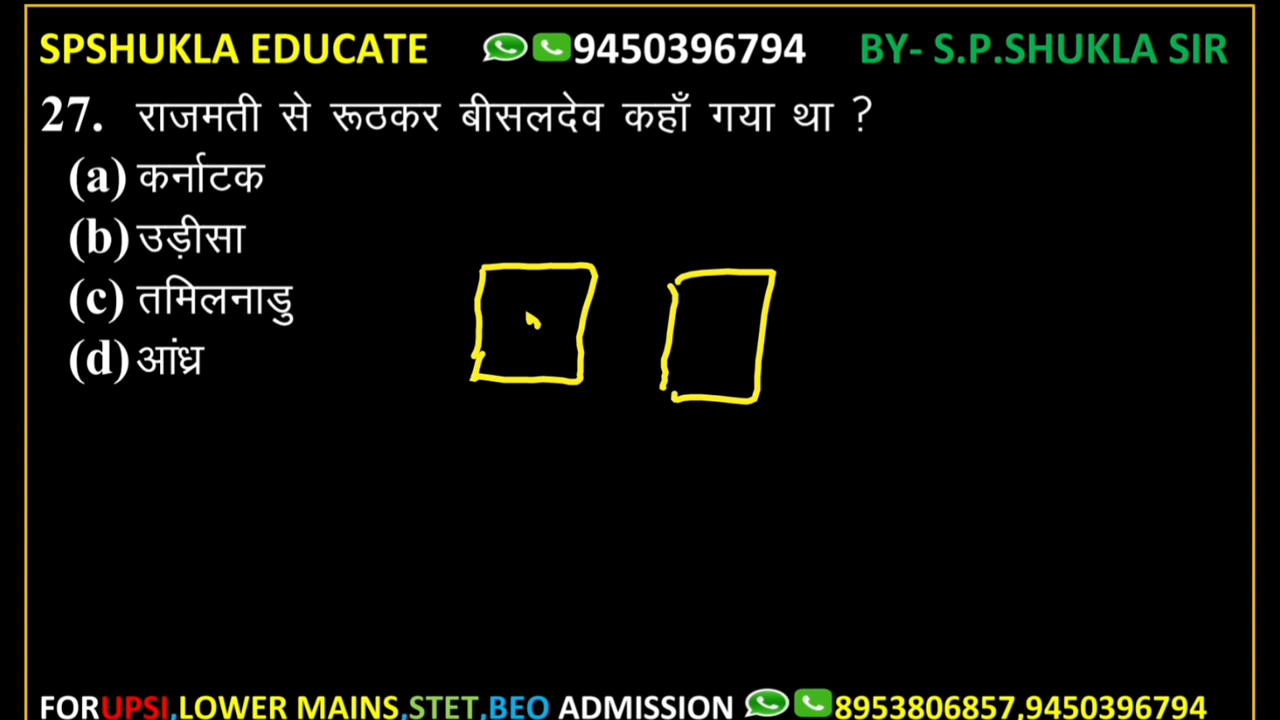 SPSHUKLA EDUCATE 9450396794 BY- S.P.SHUKLA SIR
27. राजमती से रूठकर बीसलदेव कहाँ गया था ?
(a) कर्नाटक
(b) उड़ीसा
(c) तमिलनाडु
(d) आंध्र
FORUPSI,LOWER MAINS,STET,BEO ADMISSION 8953806857,9450396794